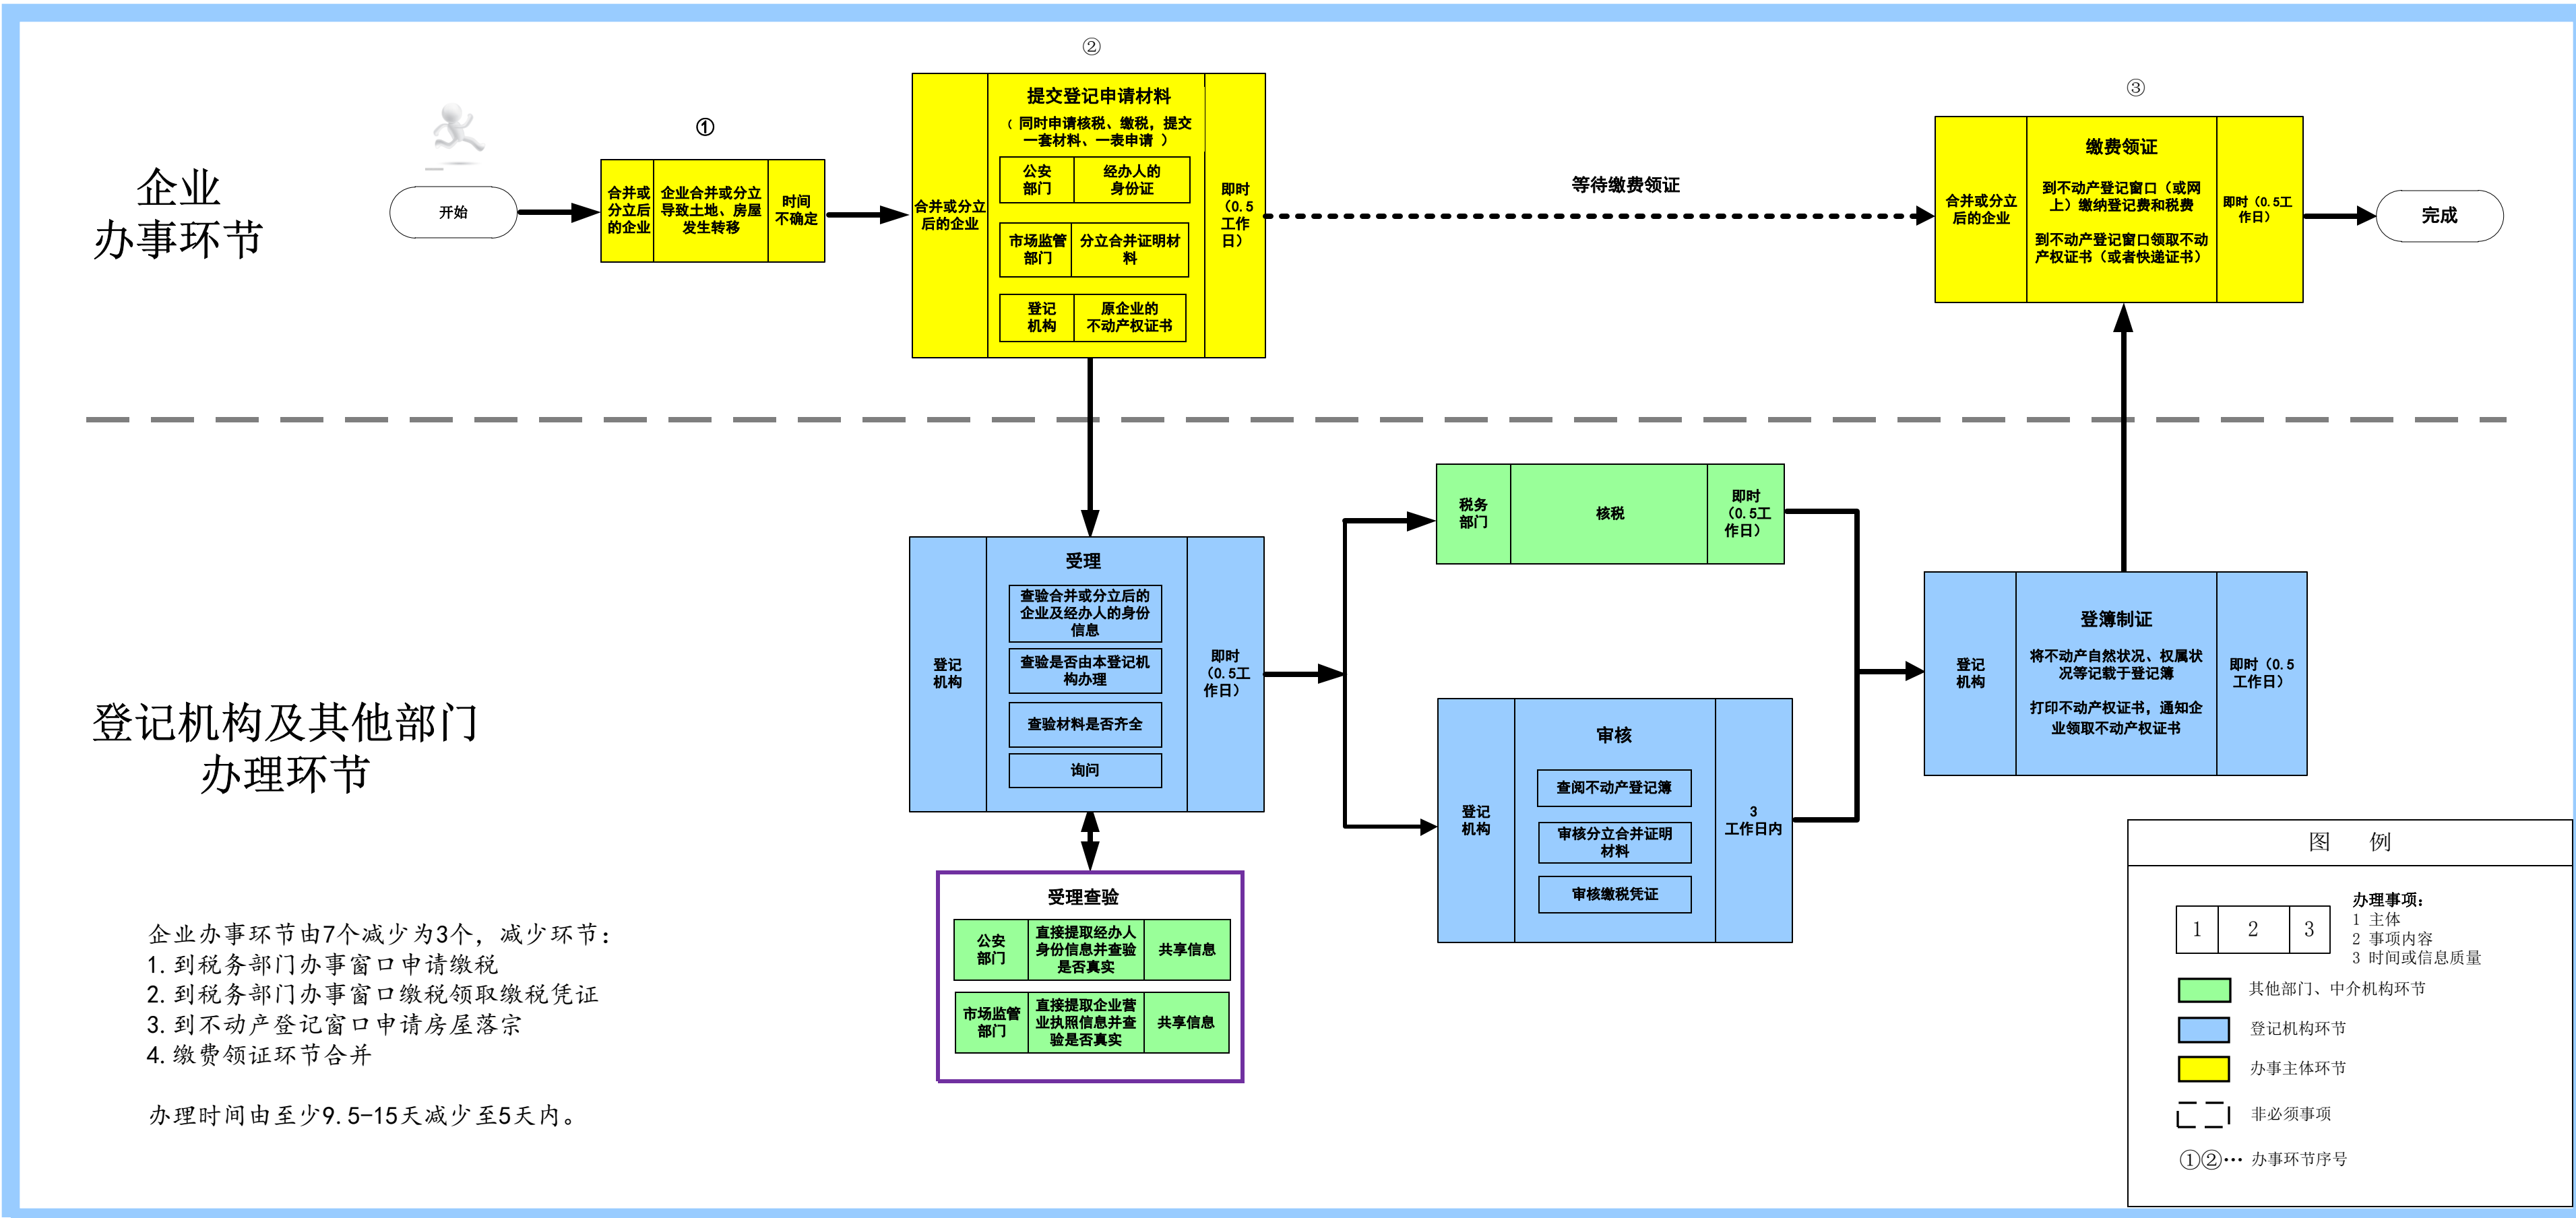 企业
办事环节
开始
①
合并或
分立后
的企业
企业合并或分立
导致土地、房屋
发生转移
时间
不确定
②
合并或分立
后的企业
提交登记申请材料
（ 同时申请核税、缴税，提交
一套材料、一表申请 ）
公安
部门
经办人的
身份证
市场监管
部门
分立合并证明材
料
登记
机构
原企业的
不动产权证书
即时
（0.5
工作
日）
等待缴费领证
③
合并或分立
后的企业
缴费领证
到不动产登记窗口（或网
上）缴纳登记费和税费
到不动产登记窗口领取不动
产权证书（或者快递证书）
即时（0.5工
作日）
完成
登记机构及其他部门
办理环节
登记
机构
受理
查验合并或分立后的
企业及经办人的身份
信息
查验是否由本登记机
构办理
查验材料是否齐全
询问
即时
（0.5工
作日）
受理查验
公安
部门
直接提取经办人
身份信息并查验
是否真实
共享信息
市场监管
部门
直接提取企业营
业执照信息并查
验是否真实
共享信息
税务
部门
核税
即时
（0.5工
作日）
登记
机构
审核
查阅不动产登记簿
审核分立合并证明
材料
审核缴税凭证
3
工作日内
登记
机构
登簿制证
将不动产自然状况、权属状
况等记载于登记簿
打印不动产权证书，通知企
业领取不动产权证书
即时（0.5
工作日）
企业办事环节由7个减少为3个，减少环节：
1.到税务部门办事窗口申请缴税
2.到税务部门办事窗口缴税领取缴税凭证
3.到不动产登记窗口申请房屋落宗
4.缴费领证环节合并
办理时间由至少9.5-15天减少至5天内。
图 例
1 2 3
办理事项：
1 主体
2 事项内容
3 时间或信息质量
其他部门、中介机构环节
登记机构环节
办事主体环节
非必须事项
①②… 办事环节序号